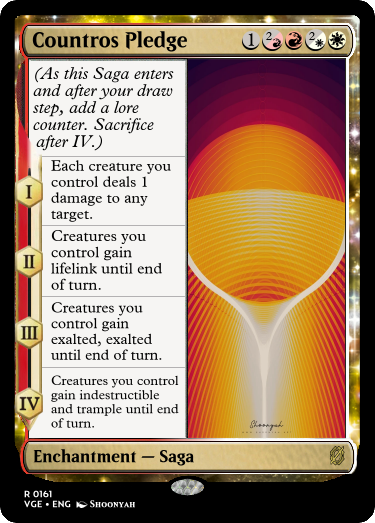 Countros Pledge 1 2 2
(As this Saga enters
and after your draw
step, add a lore
counter. Sacrifice
after IV.)
I
Each creature you
control deals 1
damage to any
target.
II
Creatures you
control gain
lifelink until end
of turn.
III
Creatures you
control gain
exalted, exalted
until end of turn.
IV
Creatures you control
gain indestructible
and trample until end
of turn.
Shoonyah
Enchantment — Saga
R 0161
VGE • ENG SHOONYAH